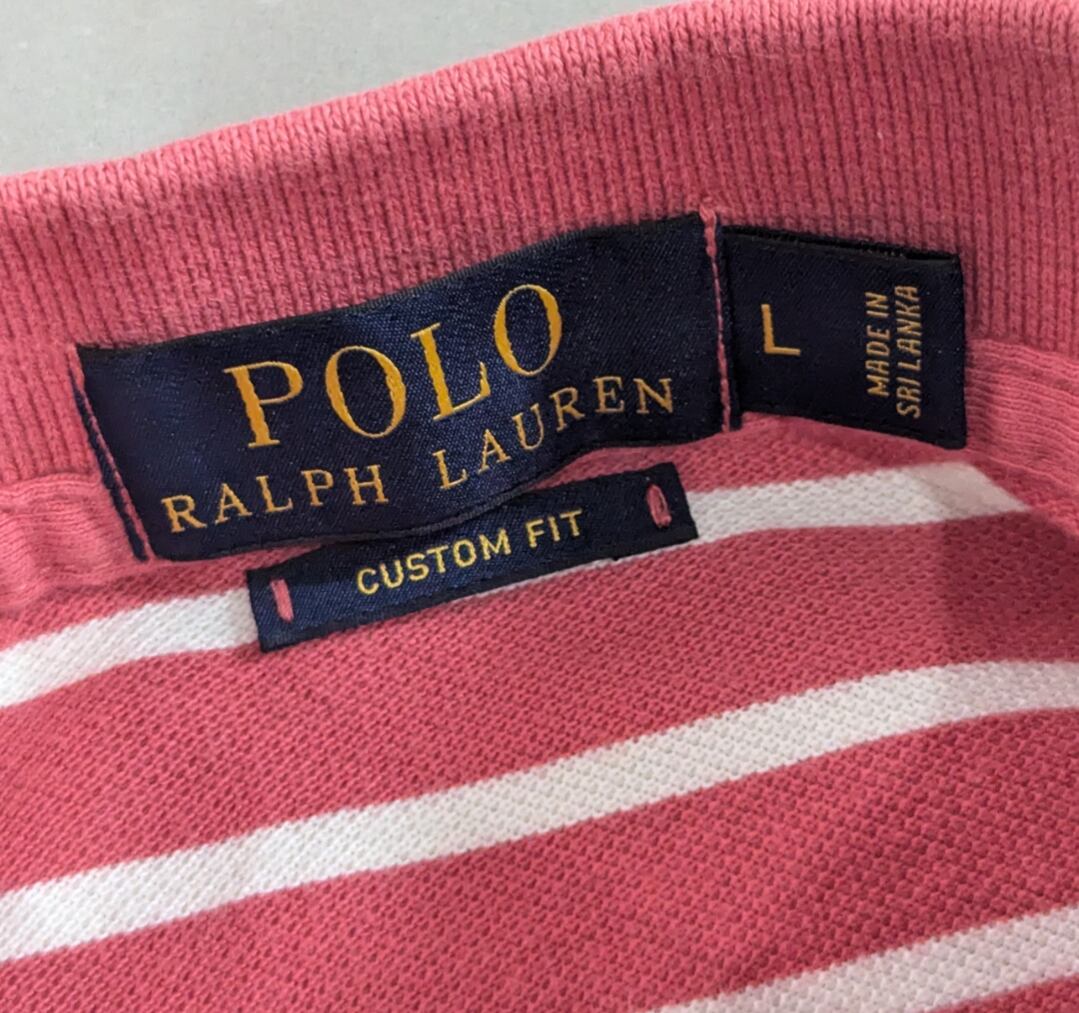 POLO
RALPH LAUREN
CUSTOM FIT
L
MADE IN
SRI LANKA